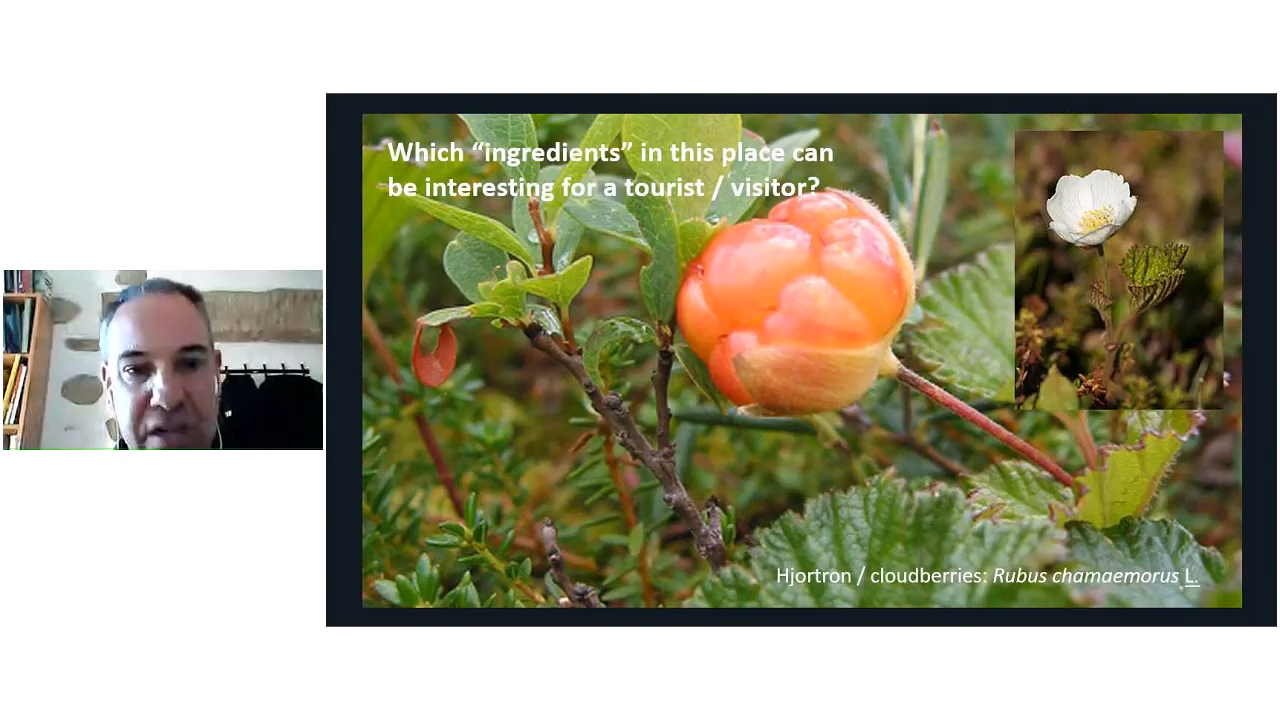 Which “ingredients” in this place can
be interesting for a tourist / visitor?
Hjortron / cloudberries: Rubus chamaemorus L.